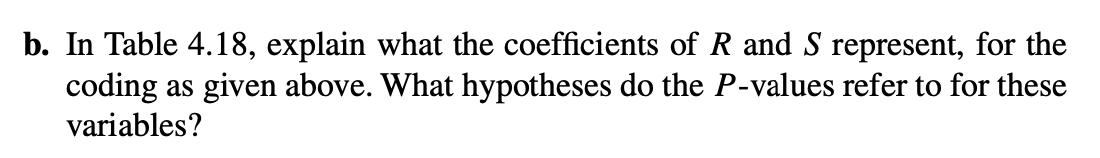 b. In Table 4.18, explain what the coefficients of R and S represent, for the
coding as given above. What hypotheses do the P-values refer to for these
variables?